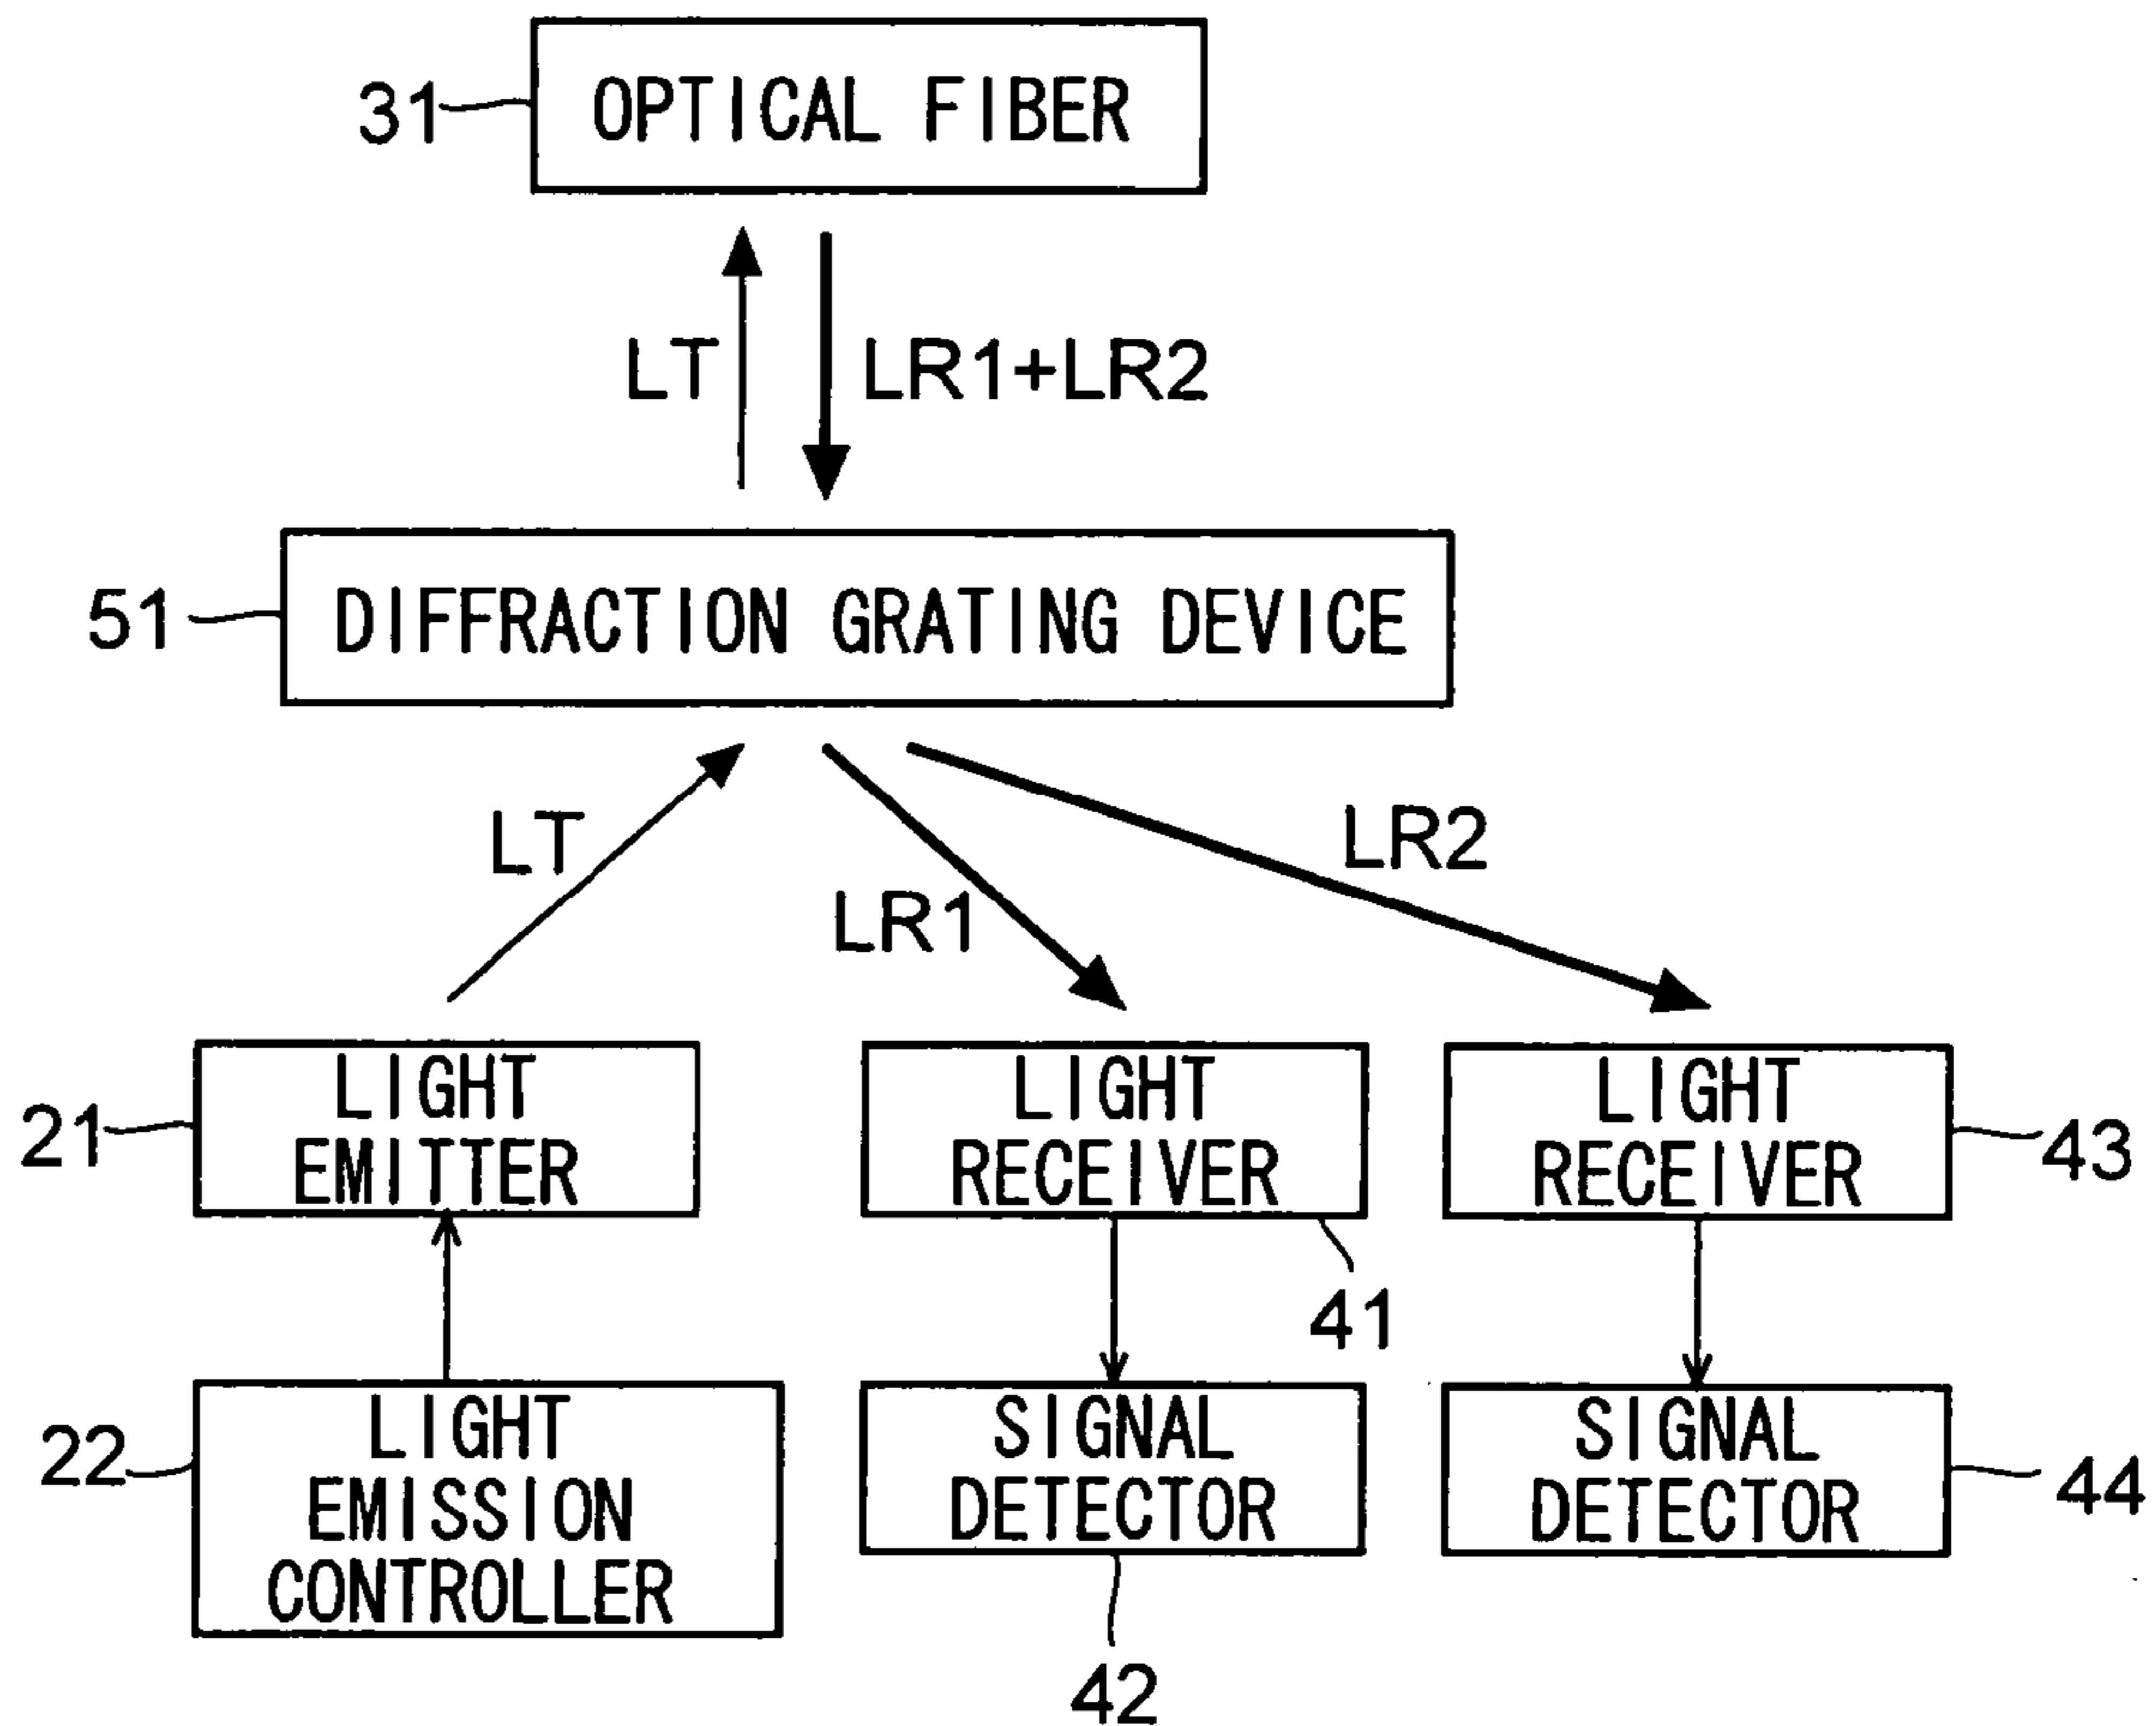 31
OPTICAL FIBER
LT
LR1+LR2
51
DIFFRACTION GRATING DEVICE
LT
LR1
LR2
21
LIGHT
EMITTER
LIGHT
RECEIVER
41
LIGHT
RECEIVER
43
22
LIGHT
EMISSION
CONTROLLER
SIGNAL
DETECTOR
42
SIGNAL
DETECTOR
44